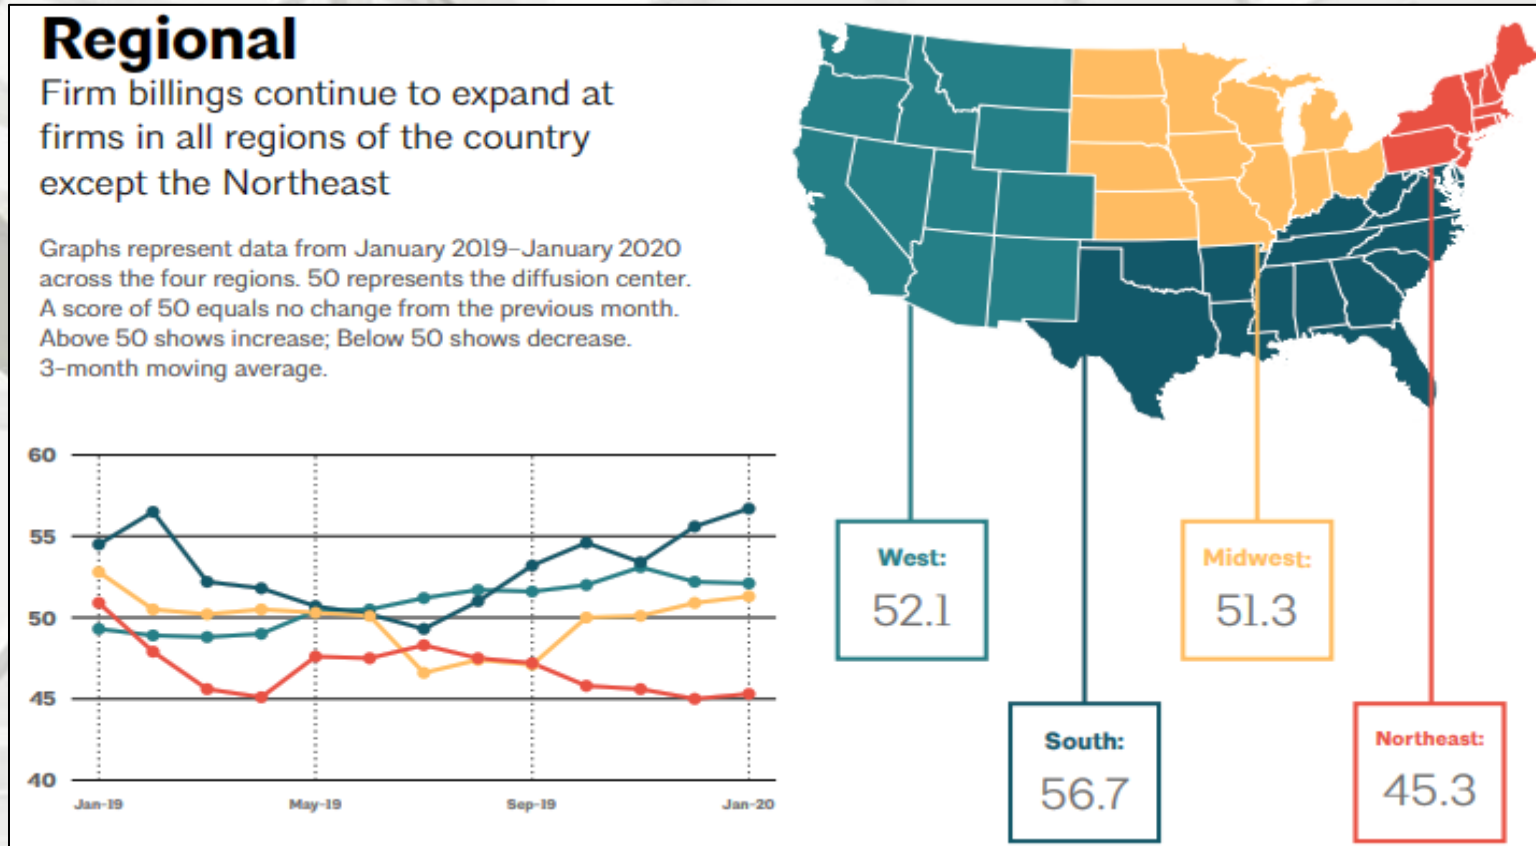 Regional
Firm billings continue to expand at
firms in all regions of the country
except the Northeast
Graphs represent data from January 2019–January 2020
across the four regions. 50 represents the diffusion center.
A score of 50 equals no change from the previous month.
Above 50 shows increase; Below 50 shows decrease.
3-month moving average.
60
55
50
45
40
Jan-19
May-19
Sep-19
Jan-20
West:
52.1
Midwest:
51.3
South:
56.7
Northeast:
45.3